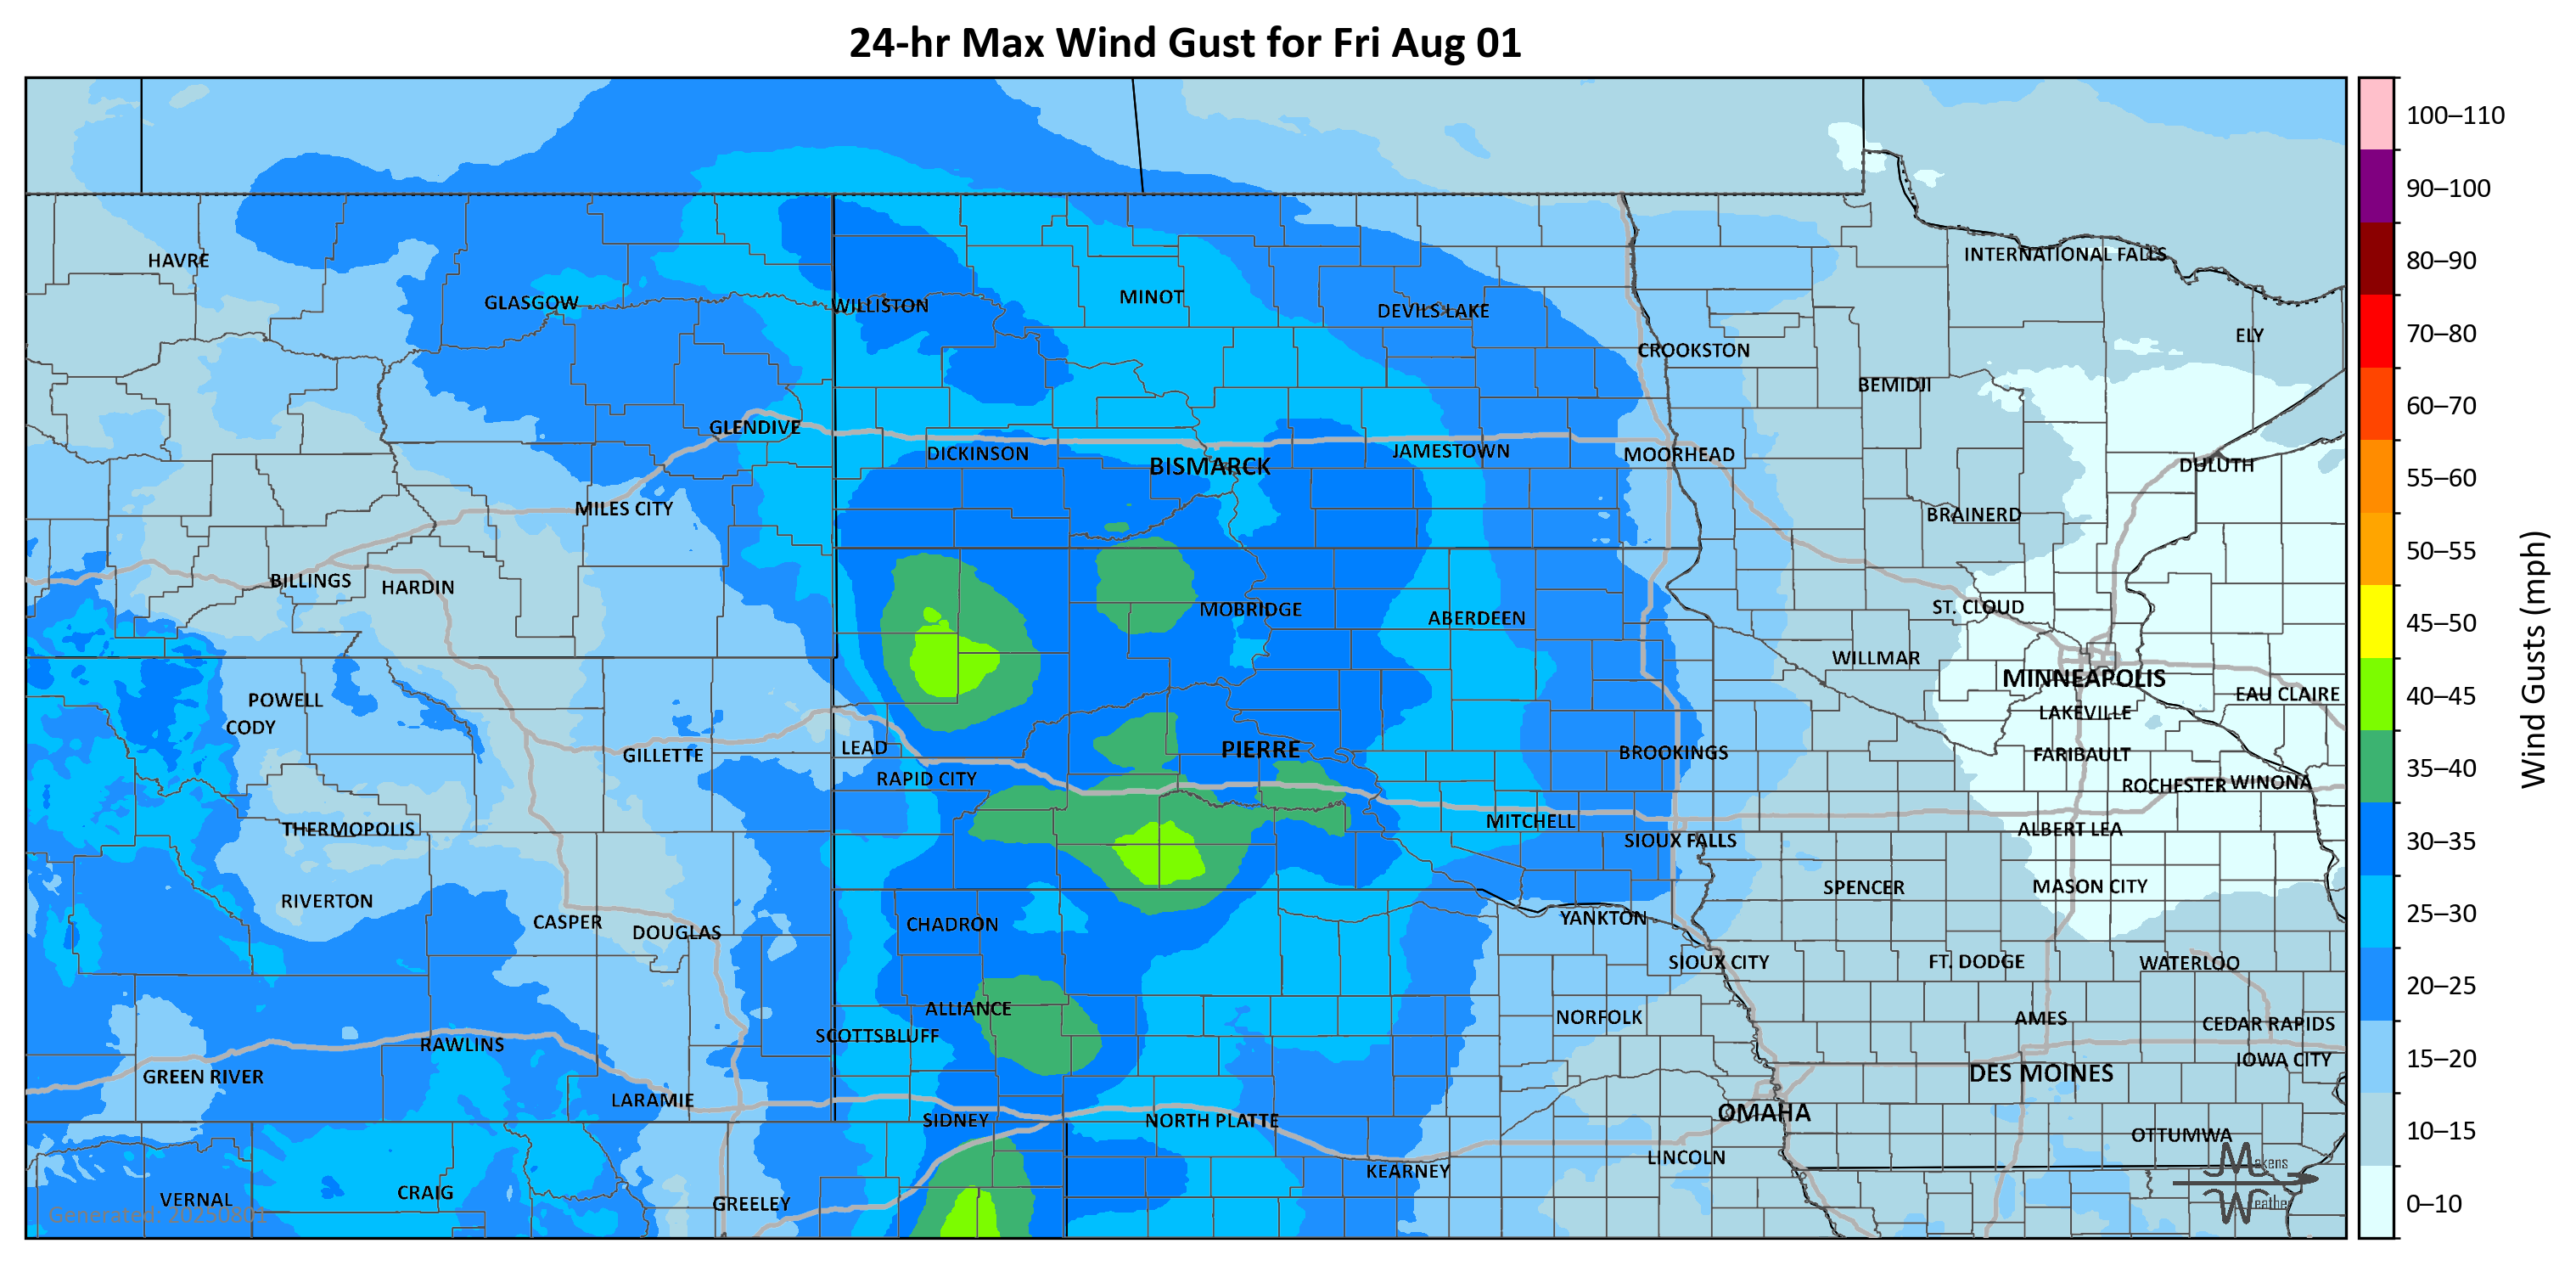 24-hr Max Wind Gust for Fri Aug 01
100–110
90–100
80–90
70–80
60–70
55–60
50–55
45–50
40–45
35–40
30–35
25–30
20–25
15–20
10–15
0–10
Wind Gusts (mph)
HAVRE
INTERNATIONAL FALLS
GLASGOW
WILLISTON
MINOT
DEVILS LAKE
ELY
CROOKSTON
BEMIDJI
GLENDIVE
DICKINSON
BISMARCK
JAMESTOWN
MOORHEAD
DULUTH
MILES CITY
BRAINERD
BILLINGS
HARDIN
MOBRIDGE
ABERDEEN
ST. CLOUD
WILLMAR
MINNEAPOLIS
POWELL
EAU CLAIRE
CODY
LAKEVILLE
GILLETTE
LEAD
PIERRE
BROOKINGS
FARIBAULT
RAPID CITY
ROCHESTER
WINONA
THERMOPOLIS
MITCHELL
ALBERT LEA
SIOUX FALLS
RIVERTON
SPENCER
MASON CITY
CASPER
DOUGLAS
CHADRON
YANKTON
SIOUX CITY
FT. DODGE
WATERLOO
ALLIANCE
NORFOLK
AMES
CEDAR RAPIDS
SCOTTSBLUFF
RAWLINS
IOWA CITY
GREEN RIVER
DES MOINES
LARAMIE
SIDNEY
NORTH PLATTE
OMAHA
OTTUMWA
KEARNEY
LINCOLN
VERNAL
CRAIG
GREELEY
Generated: 20250801
Makens
Weather